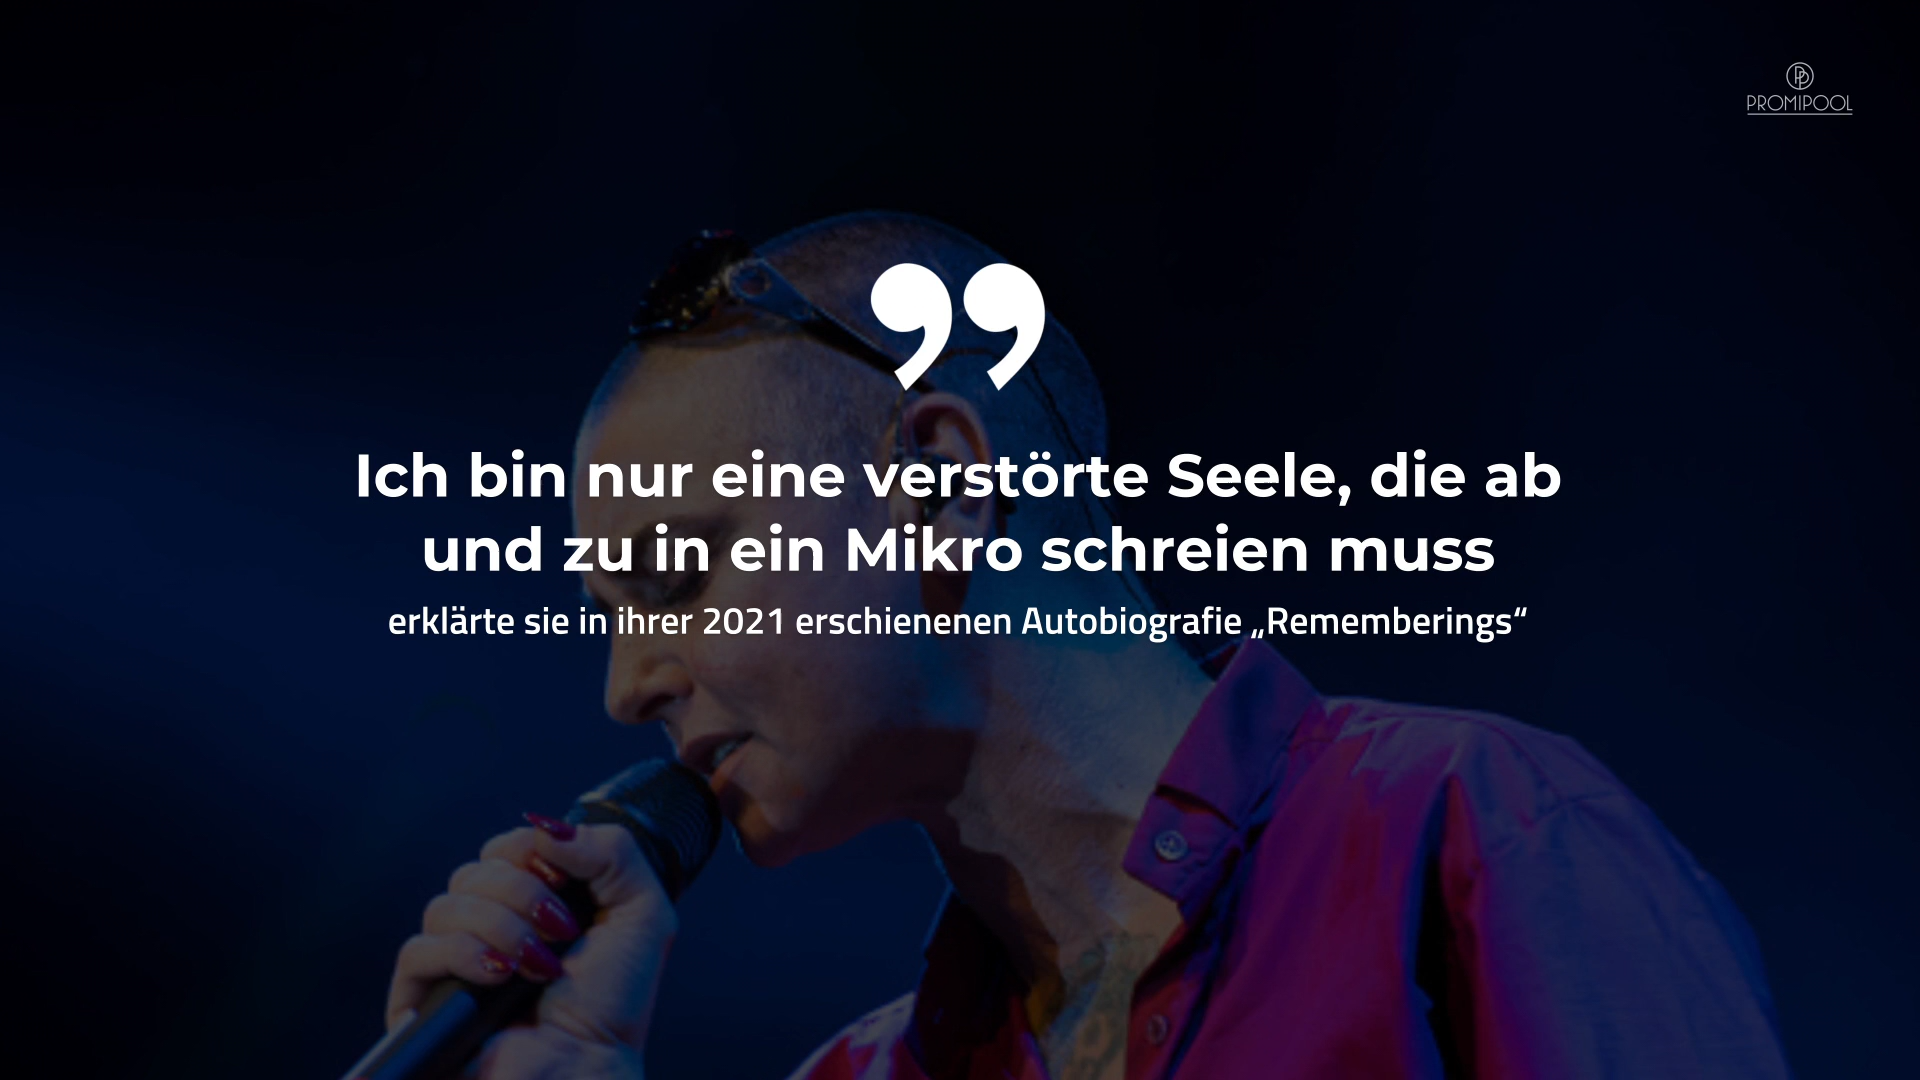 PROMIPOOL
”
Ich bin nur eine verstörte Seele, die ab
und zu in ein Mikro schreien muss
erklärte sie in ihrer 2021 erschienenen Autobiografie „Rememberings“